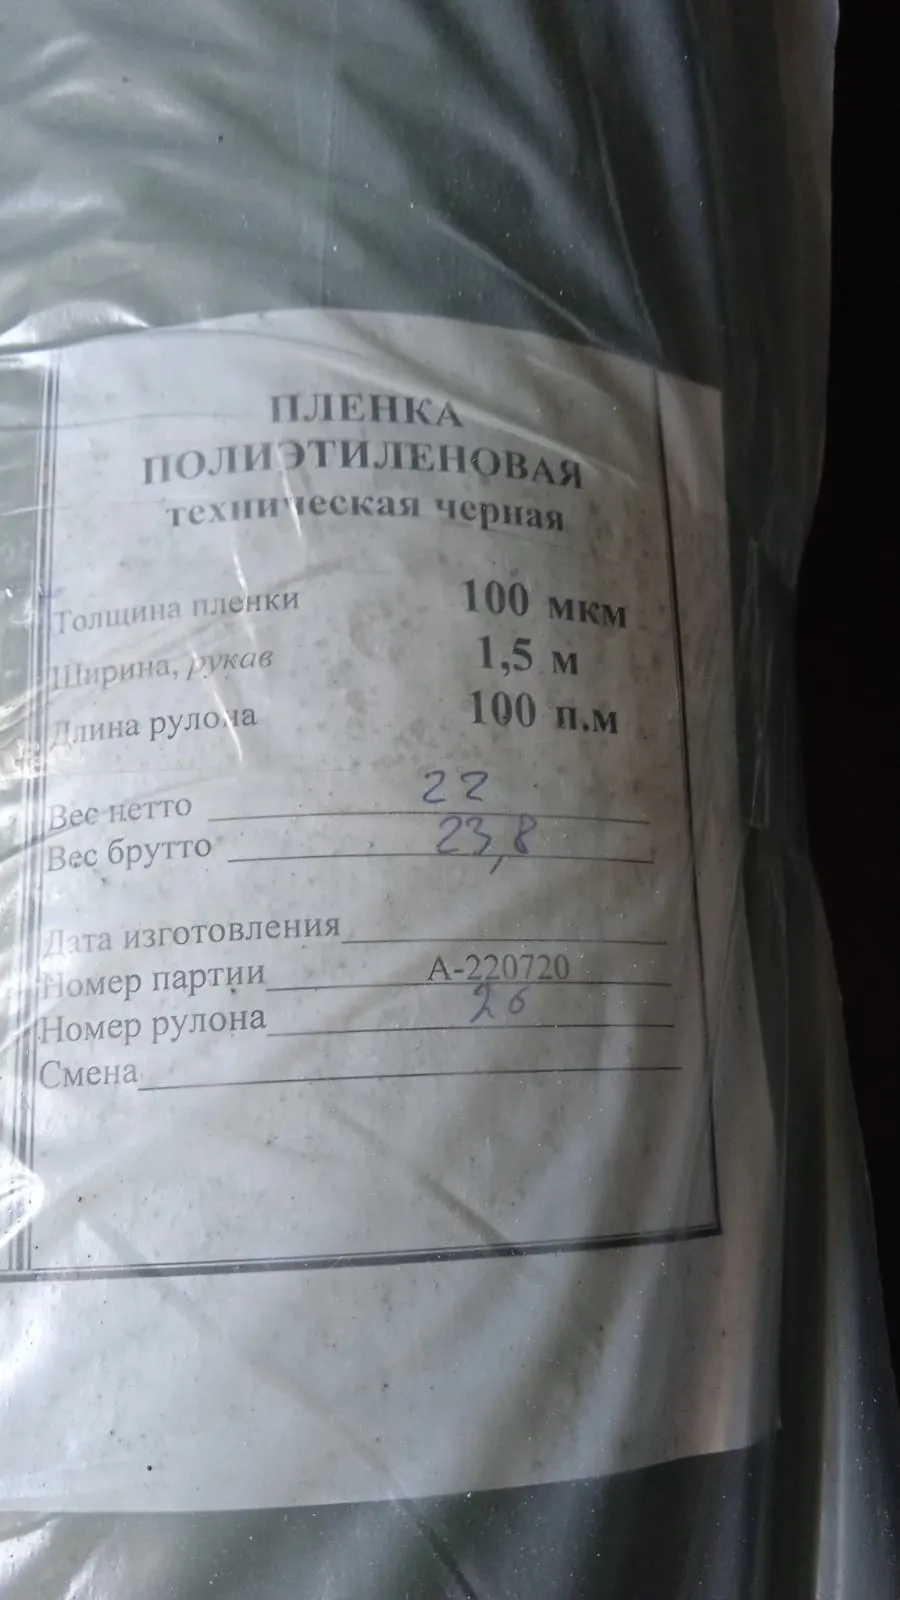 ПЛЕНКА
ПОЛИЭТИЛЕНОВАЯ
техническая черная
Толщина пленки 100 мкм
Ширина, рукав 1,5 м
Длина рулона 100 п.м
Вес нетто 22
Вес брутто 23,8
Дата изготовления
Номер партии А-220720
Номер рулона 26
Смена